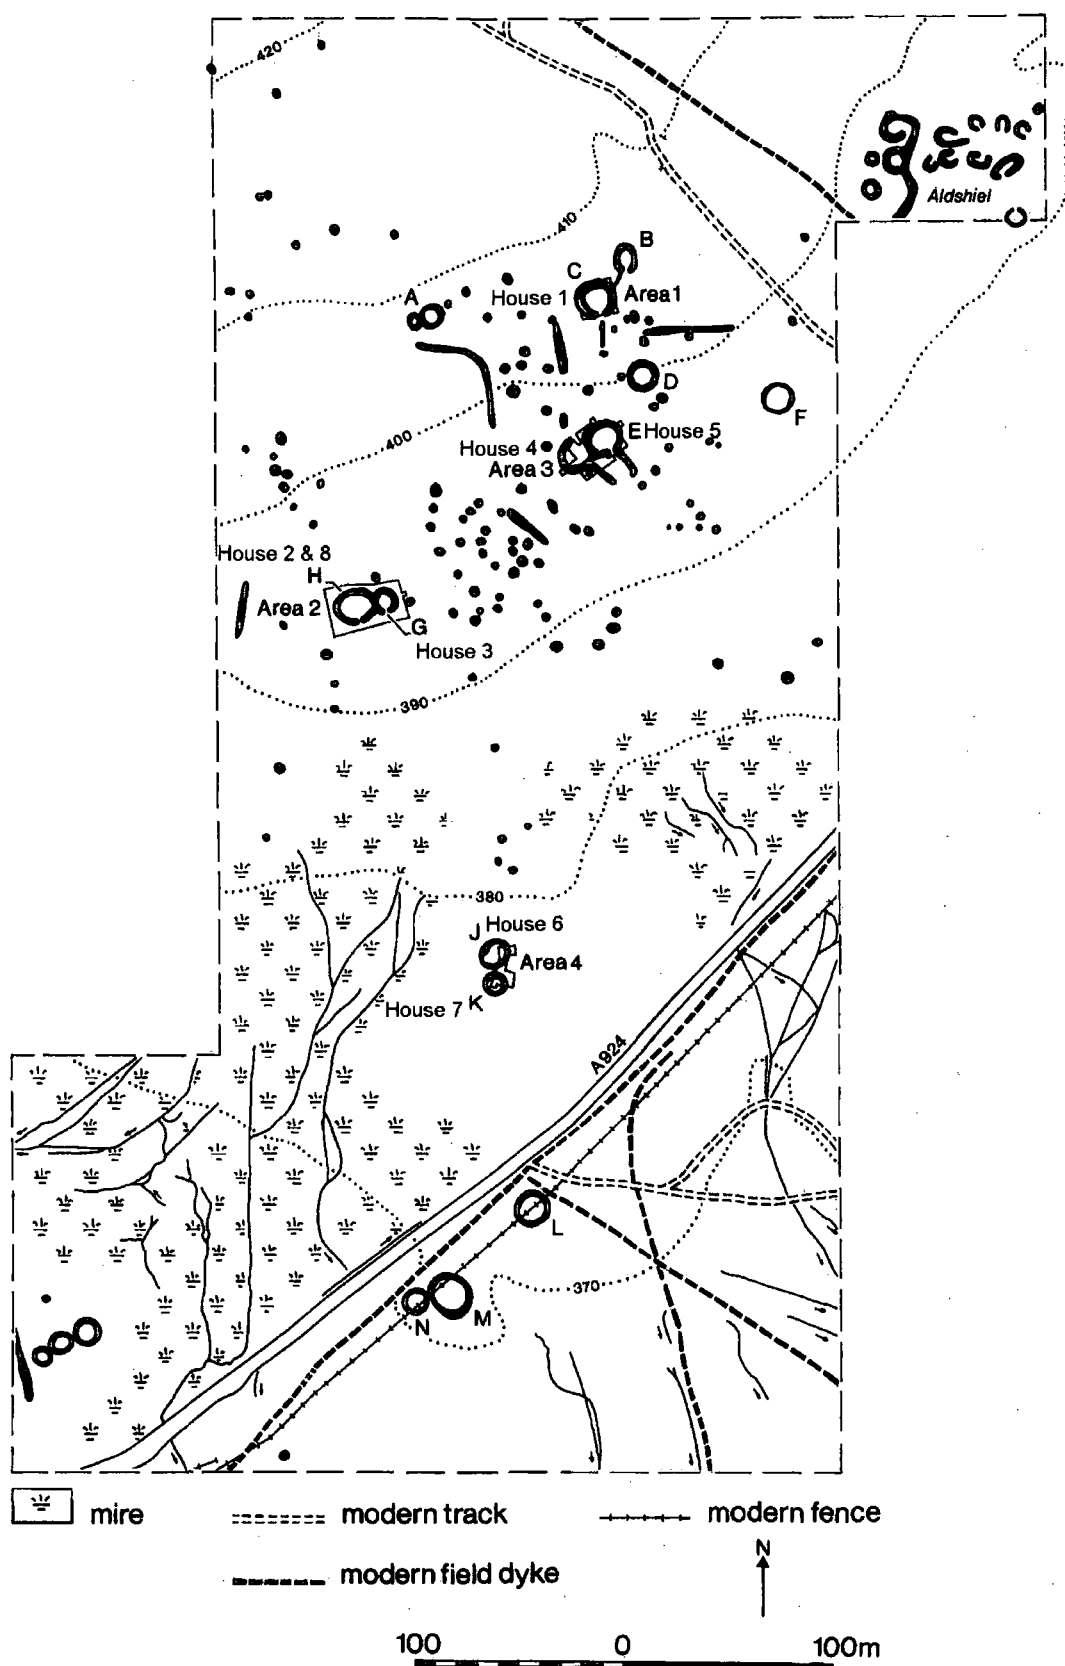 420
Aldshiel
410
B
C
House 1
Area 1
A
D
F
400
E House 5
House 4
Area 3
House 2 & 8
H
Area 2
G
House 3
390
380
J House 6
Area 4
House 7 K
A924
L
370
N M
mire
modern track
modern fence
modern field dyke
N
100 0 100m